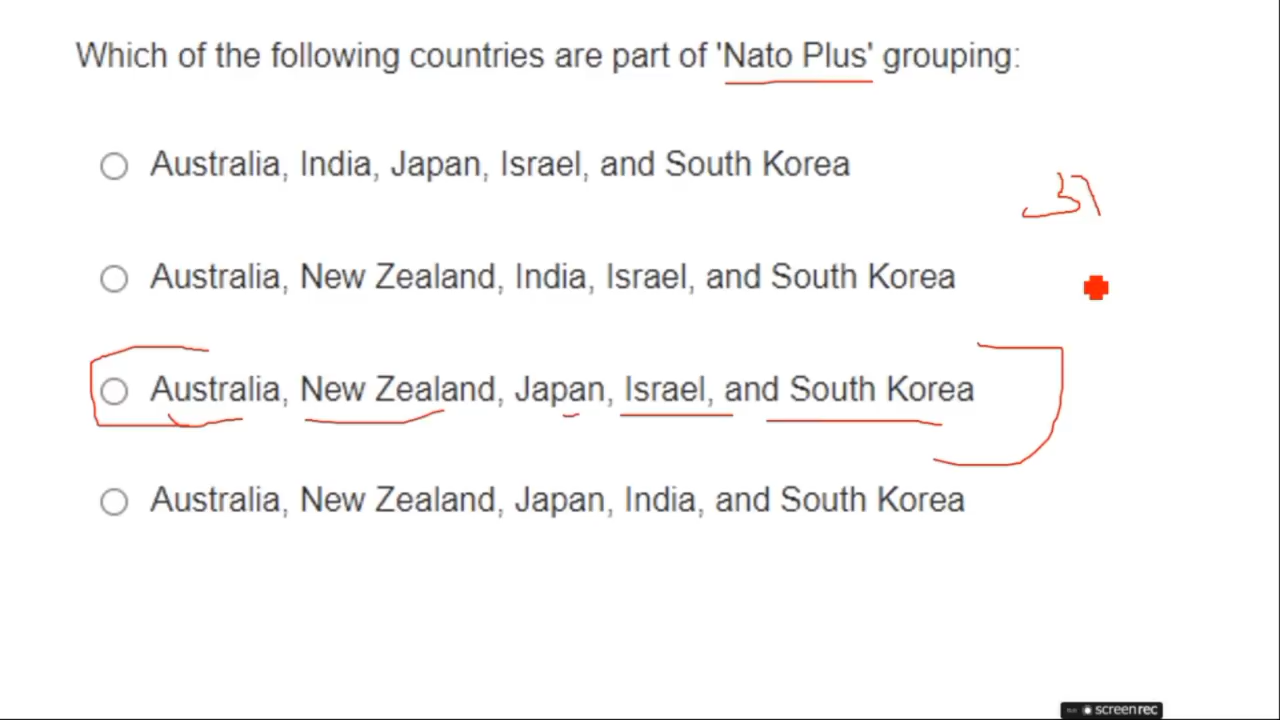 Which of the following countries are part of 'Nato Plus' grouping:
Australia, India, Japan, Israel, and South Korea
Australia, New Zealand, India, Israel, and South Korea
Australia, New Zealand, Japan, Israel, and South Korea
Australia, New Zealand, Japan, India, and South Korea
screenrec